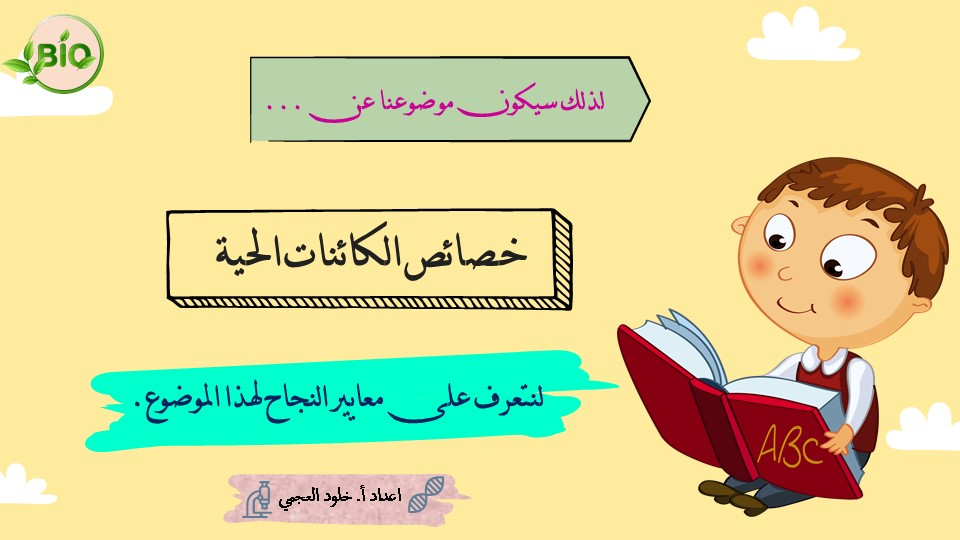 BIO
لذلك سيكون موضوعنا عن ...
خصائص الكائنات الحية
لنتعرف على معايير النجاح لهذا الموضوع .
ABC
اعداد أ. خلود العجمي